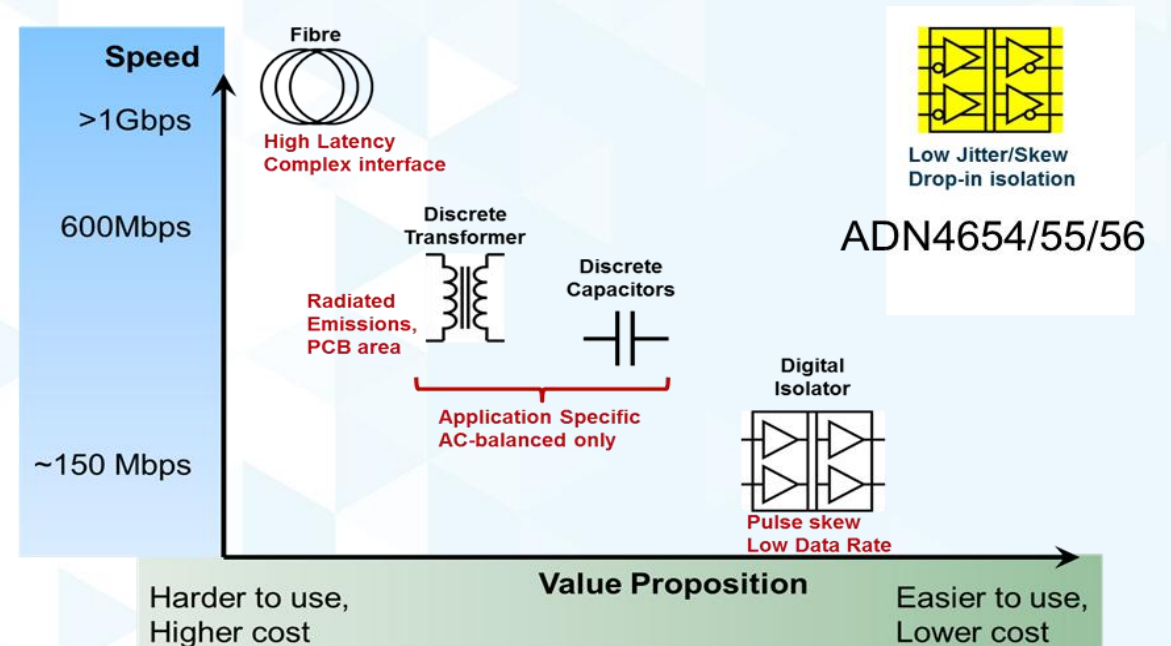 Speed
>1Gbps
600Mbps
~150 Mbps
Fibre
High Latency
Complex interface
Discrete
Transformer
Radiated
Emissions,
PCB area
Discrete
Capacitors
Application Specific
AC-balanced only
Digital
Isolator
Pulse skew
Low Data Rate
Low Jitter/Skew
Drop-in isolation
ADN4654/55/56
Value Proposition
Harder to use,
Higher cost
Easier to use,
Lower cost